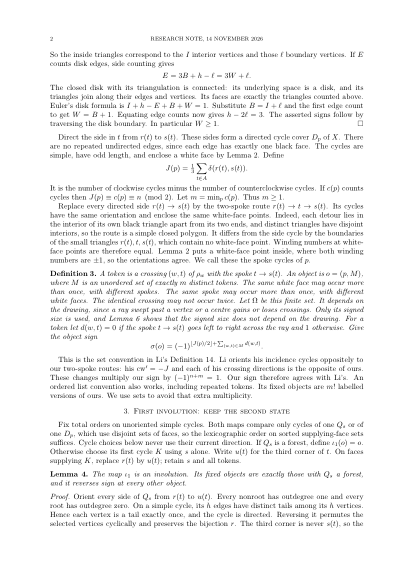 2 RESEARCH NOTE, 14 NOVEMBER 2026
So the inside triangles correspond to the I interior vertices and those ℓ boundary vertices. If E
counts disk edges, side counting gives
E = 3B + h − ℓ = 3W + ℓ.
The closed disk with its triangulation is connected: its underlying space is a disk, and its
triangles join along their edges and vertices. Its faces are exactly the triangles counted above.
Euler's disk formula is I + h − E + B + W = 1. Substitute B = I + ℓ and the first edge count
to get W = B + 1. Equating edge counts now gives h − 2ℓ = 3. The asserted signs follow by
traversing the disk boundary. In particular W ≥ 1. □
Direct the side in t from r(t) to s(t). These sides form a directed cycle cover Dp of X. There
are no repeated undirected edges, since each edge has exactly one black face. The cycles are
simple, have odd length, and enclose a white face by Lemma 2. Define
J(p) = ⅓ ∑ t∈A δ(r(t), s(t)).
It is the number of clockwise cycles minus the number of counterclockwise cycles. If c(p) counts
cycles then J(p) ≡ c(p) ≡ n (mod 2). Let m = minp c(p). Thus m ≥ 1.
Replace every directed side r(t) → s(t) by the two-spoke route r(t) → t → s(t). Its cycles
have the same orientation and enclose the same white-face points. Indeed, each detour lies in
the interior of its own black triangle apart from its two ends, and distinct triangles have disjoint
interiors, so the route is a simple closed polygon. It differs from the side cycle by the boundaries
of the small triangles r(t), t, s(t), which contain no white-face point. Winding numbers at white-
face points are therefore equal. Lemma 2 puts a white-face point inside, where both winding
numbers are ±1, so the orientations agree. We call these the spoke cycles of p.
Definition 3. A token is a crossing (w, t) of ρw with the spoke t → s(t). An object is o = (p, M),
where M is an unordered set of exactly m distinct tokens. The same white face may occur more
than once, with different spokes. The same spoke may occur more than once, with different
white faces. The identical crossing may not occur twice. Let Ω be this finite set. It depends on
the drawing, since a ray swept past a vertex or a centre gains or loses crossings. Only its signed
size is used, and Lemma 6 shows that the signed size does not depend on the drawing. For a
token let d(w, t) = 0 if the spoke t → s(t) goes left to right across the ray and 1 otherwise. Give
the object sign
σ(o) = (−1)^{⌊J(p)/2⌋+∑(w,t)∈M d(w,t)}.
This is the set convention in Li's Definition 14. Li orients his incidence cycles oppositely to
our two-spoke routes: his cw′ = −J and each of his crossing directions is the opposite of ours.
These changes multiply our sign by (−1)^{n+m} = 1. Our sign therefore agrees with Li's. An
ordered list convention also works, including repeated tokens. Its fixed objects are m! labelled
versions of ours. We use sets to avoid that extra multiplicity.
3. First involution: keep the second state
Fix total orders on unoriented simple cycles. Both maps compare only cycles of one Qs or of
one Dp, which use disjoint sets of faces, so the lexicographic order on sorted supplying-face sets
suffices. Cycle choices below never use their current direction. If Qs is a forest, define ι1(o) = o.
Otherwise choose its first cycle K using s alone. Write u(t) for the third corner of t. On faces
supplying K, replace r(t) by u(t); retain s and all tokens.
Lemma 4. The map ι1 is an involution. Its fixed objects are exactly those with Qs a forest,
and it reverses sign at every other object.
Proof. Orient every side of Qs from r(t) to u(t). Every nonroot has outdegree one and every
root has outdegree zero. On a simple cycle, its h edges have distinct tails among its h vertices.
Hence each vertex is a tail exactly once, and the cycle is directed. Reversing it permutes the
selected vertices cyclically and preserves the bijection r. The third corner is never s(t), so the